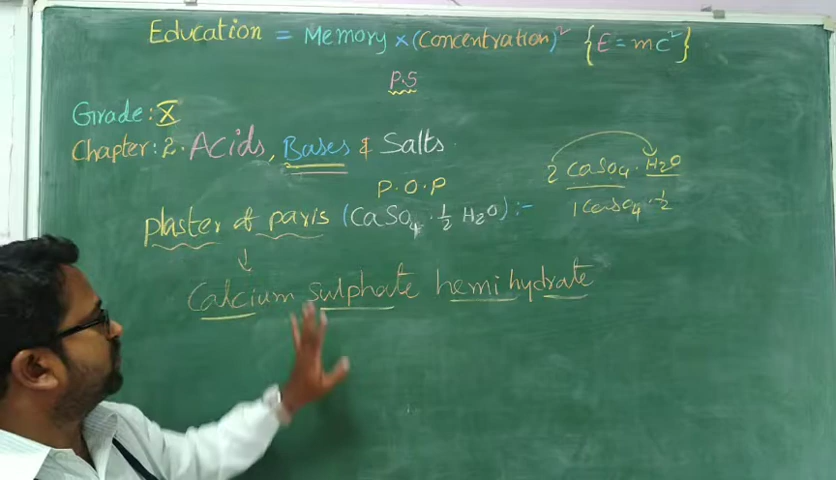 Education = Memory × (Concentration)² {E = mc²}
P.5
Grade: X
Chapter: 2. Acids, Bases & Salts
P.O.P
2 CaSO₄ · H₂O
1 CaSO₄ · ½
plaster of paris (CaSO₄ · ½ H₂O) :-
↓
Calcium sulphate hemihydrate